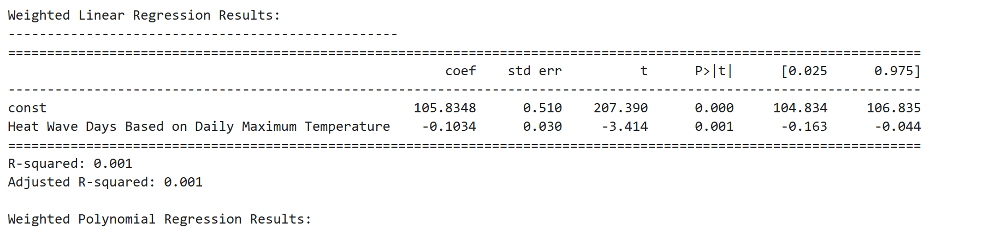 Weighted Linear Regression Results:
--------------------------------------------------
=====================================================================================================================
coef std err t P>|t| [0.025 0.975]
---------------------------------------------------------------------------------------------------------------------
const 105.8348 0.510 207.390 0.000 104.834 106.835
Heat Wave Days Based on Daily Maximum Temperature -0.1034 0.030 -3.414 0.001 -0.163 -0.044
=====================================================================================================================
R-squared: 0.001
Adjusted R-squared: 0.001
Weighted Polynomial Regression Results: